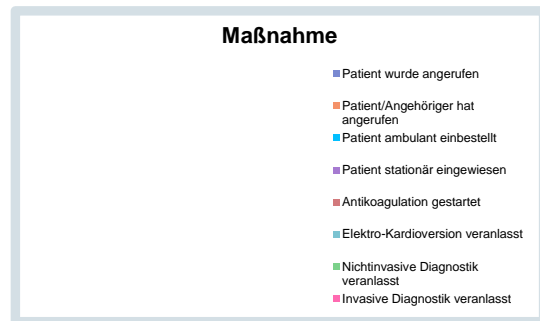 Maßnahme
Patient wurde angerufen
Patient/Angehöriger hat
angerufen
Patient ambulant einbestellt
Patient stationär eingewiesen
Antikoagulation gestartet
Elektro-Kardioversion veranlasst
Nichtinvasive Diagnostik
veranlasst
Invasive Diagnostik veranlasst